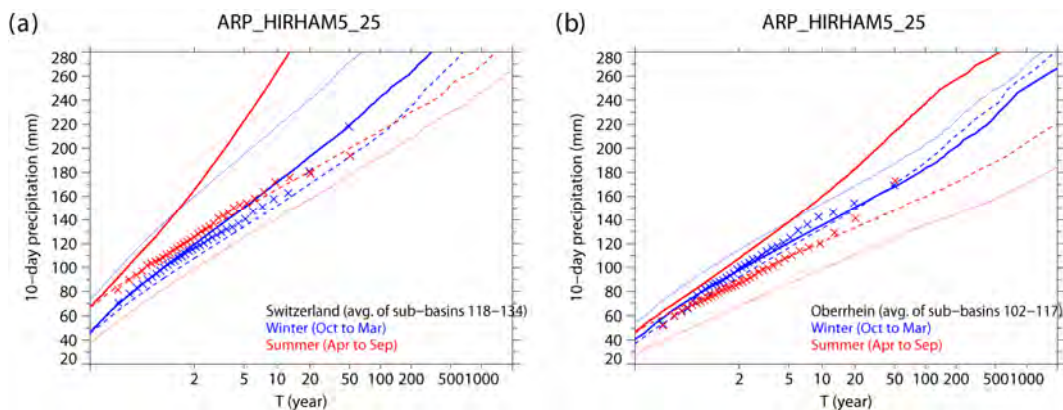 (a) ARP_HIRHAM5_25
10−day precipitation (mm)
280
260
240
220
200
180
160
140
120
100
80
60
40
20
Switzerland (avg. of sub−basins 118−134)
Winter (Oct to Mar)
Summer (Apr to Sep)
2 5 10 20 50 100 200 500 1000
T (year)
(b) ARP_HIRHAM5_25
10−day precipitation (mm)
280
260
240
220
200
180
160
140
120
100
80
60
40
20
Oberrhein (avg. of sub−basins 102−117)
Winter (Oct to Mar)
Summer (Apr to Sep)
2 5 10 20 50 100 200 500 1000
T (year)